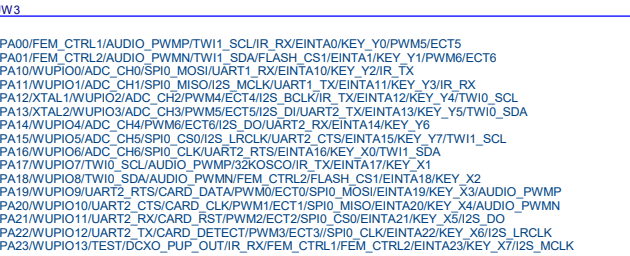 JW3
PA00/FEM_CTRL1/AUDIO_PWMP/TWI1_SCL/IR_RX/EINTA0/KEY_Y0/PWM5/ECT5
PA01/FEM_CTRL2/AUDIO_PWMN/TWI1_SDA/FLASH_CS1/EINTA1/KEY_Y1/PWM6/ECT6
PA10/WUPIO0/ADC_CH0/SPI0_MOSI/UART1_RX/EINTA10/KEY_Y2/IR_TX
PA11/WUPIO1/ADC_CH1/SPI0_MISO/I2S_MCLK/UART1_TX/EINTA11/KEY_Y3/IR_RX
PA12/XTAL1/WUPIO2/ADC_CH2/PWM4/ECT4/I2S_BCLK/IR_TX/EINTA12/KEY_Y4/TWI0_SCL
PA13/XTAL2/WUPIO3/ADC_CH3/PWM5/ECT5/I2S_DI/UART2_TX/EINTA13/KEY_Y5/TWI0_SDA
PA14/WUPIO4/ADC_CH4/PWM6/ECT6/I2S_DO/UART2_RX/EINTA14/KEY_Y6
PA15/WUPIO5/ADC_CH5/SPI0_CS0/I2S_LRCLK/UART2_CTS/EINTA15/KEY_Y7/TWI1_SCL
PA16/WUPIO6/ADC_CH6/SPI0_CLK/UART2_RTS/EINTA16/KEY_X0/TWI1_SDA
PA17/WUPIO7/TWI0_SCL/AUDIO_PWMP/32KOSCO/IR_TX/EINTA17/KEY_X1
PA18/WUPIO8/TWI0_SDA/AUDIO_PWMN/FEM_CTRL2/FLASH_CS1/EINTA18/KEY_X2
PA19/WUPIO9/UART2_RTS/CARD_DATA/PWM0/ECT0/SPI0_MOSI/EINTA19/KEY_X3/AUDIO_PWMP
PA20/WUPIO10/UART2_CTS/CARD_CLK/PWM1/ECT1/SPI0_MISO/EINTA20/KEY_X4/AUDIO_PWMN
PA21/WUPIO11/UART2_RX/CARD_RST/PWM2/ECT2/SPI0_CS0/EINTA21/KEY_X5/I2S_DO
PA22/WUPIO12/UART2_TX/CARD_DETECT/PWM3/ECT3//SPI0_CLK/EINTA22/KEY_X6/I2S_LRCLK
PA23/WUPIO13/TEST/DCXO_PUP_OUT/IR_RX/FEM_CTRL1/FEM_CTRL2/EINTA23/KEY_X7/I2S_MCLK